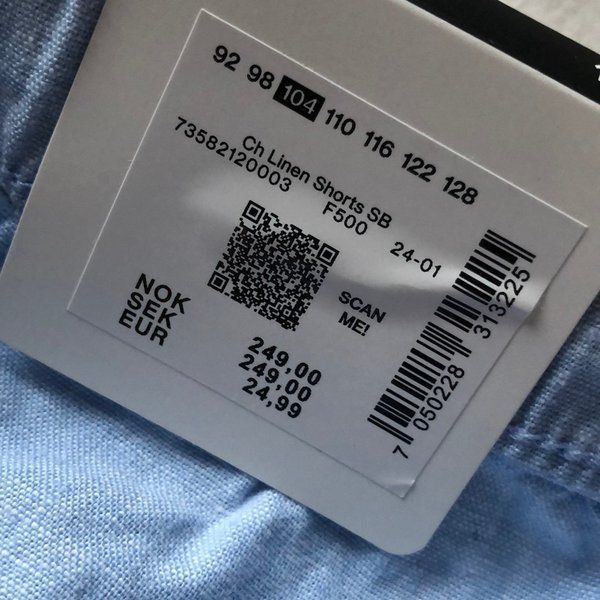 92 98 104 110 116 122 128
Ch Linen Shorts SB
73582120003 F500 24-01
SCAN
ME!
NOK 249,00
SEK 249,00
EUR 24,99
7 050228 313225